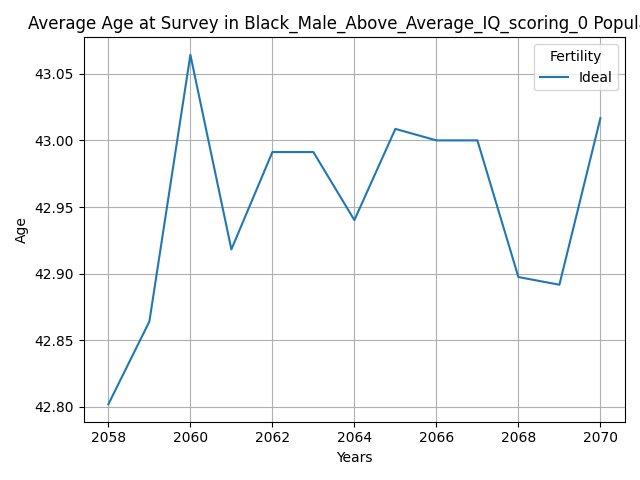 Average Age at Survey in Black_Male_Above_Average_IQ_scoring_0 Popula
Fertility
Ideal
43.05
43.00
42.95
42.90
42.85
42.80
Age
2058
2060
2062
2064
2066
2068
2070
Years